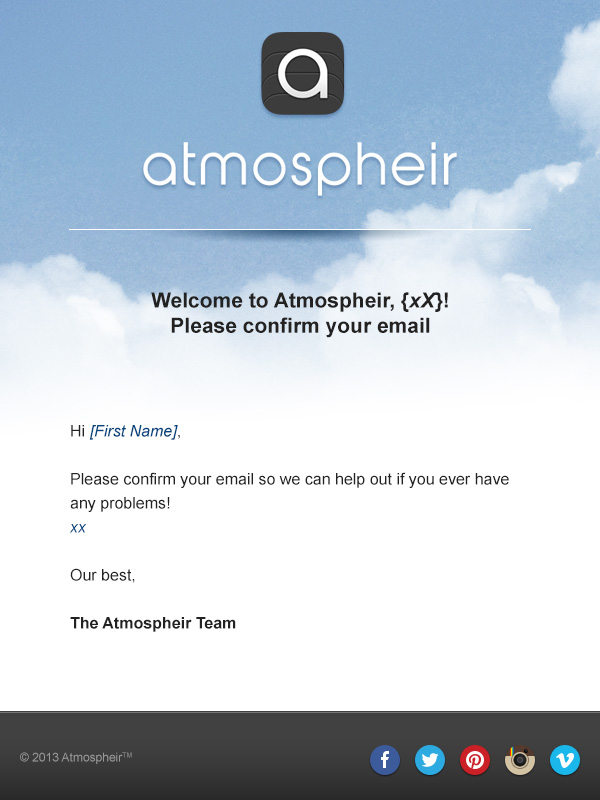 a
atmospheir
Welcome to Atmospheir, {xX}!
Please confirm your email
Hi [First Name],
Please confirm your email so we can help out if you ever have
any problems!
xx
Our best,
The Atmospheir Team
© 2013 Atmospheir™